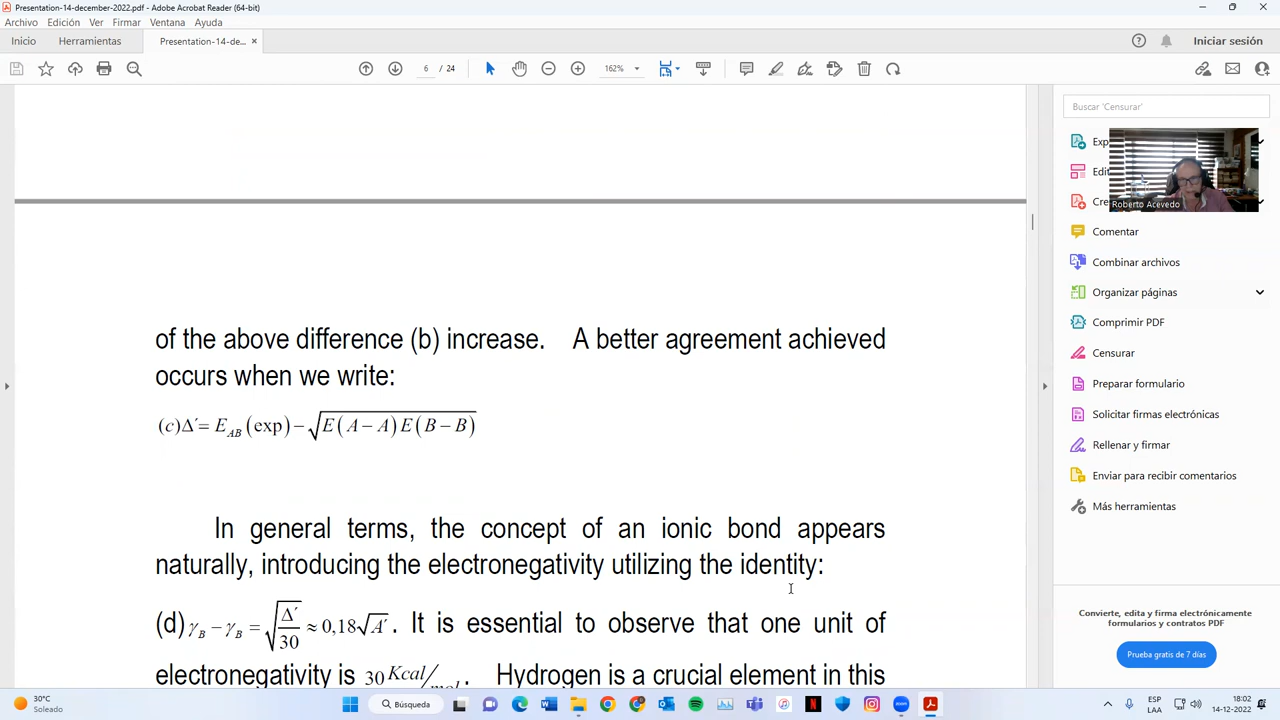 Presentation-14-december-2022.pdf - Adobe Acrobat Reader (64-bit)
Archivo Edición Ver Firmar Ventana Ayuda
Inicio Herramientas Presentation-14-de... × Iniciar sesión
6 / 24 162%
Buscar 'Censurar'
Exp
Edit
Cre
Roberto Acevedo
Comentar
Combinar archivos
Organizar páginas
Comprimir PDF
Censurar
Preparar formulario
Solicitar firmas electrónicas
Rellenar y firmar
Enviar para recibir comentarios
Más herramientas
Convierte, edita y firma electrónicamente
formularios y contratos PDF
Prueba gratis de 7 días
of the above difference (b) increase. A better agreement achieved
occurs when we write:
(c)Δ´= E_AB (exp) − √E(A−A)E(B−B)
In general terms, the concept of an ionic bond appears
naturally, introducing the electronegativity utilizing the identity:
(d) γ_B − γ_B = √Δ´/30 ≈ 0,18√A´ . It is essential to observe that one unit of
electronegativity is 30 Kcal/mol . Hydrogen is a crucial element in this
30°C
Soleado
Búsqueda
ESP
LAA
18:02
14-12-2022